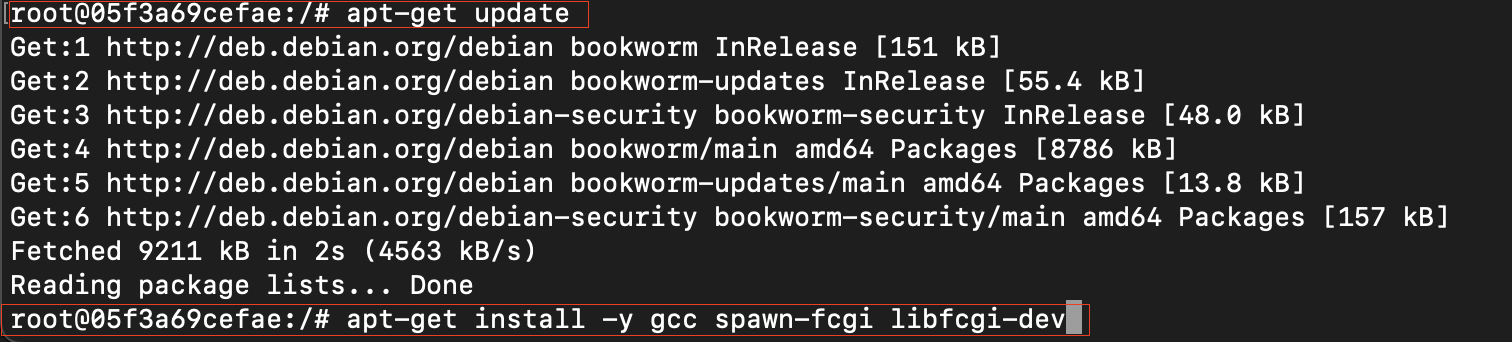 root@05f3a69cefae:/# apt-get update
Get:1 http://deb.debian.org/debian bookworm InRelease [151 kB]
Get:2 http://deb.debian.org/debian bookworm-updates InRelease [55.4 kB]
Get:3 http://deb.debian.org/debian-security bookworm-security InRelease [48.0 kB]
Get:4 http://deb.debian.org/debian bookworm/main amd64 Packages [8786 kB]
Get:5 http://deb.debian.org/debian bookworm-updates/main amd64 Packages [13.8 kB]
Get:6 http://deb.debian.org/debian-security bookworm-security/main amd64 Packages [157 kB]
Fetched 9211 kB in 2s (4563 kB/s)
Reading package lists... Done
root@05f3a69cefae:/# apt-get install -y gcc spawn-fcgi libfcgi-dev